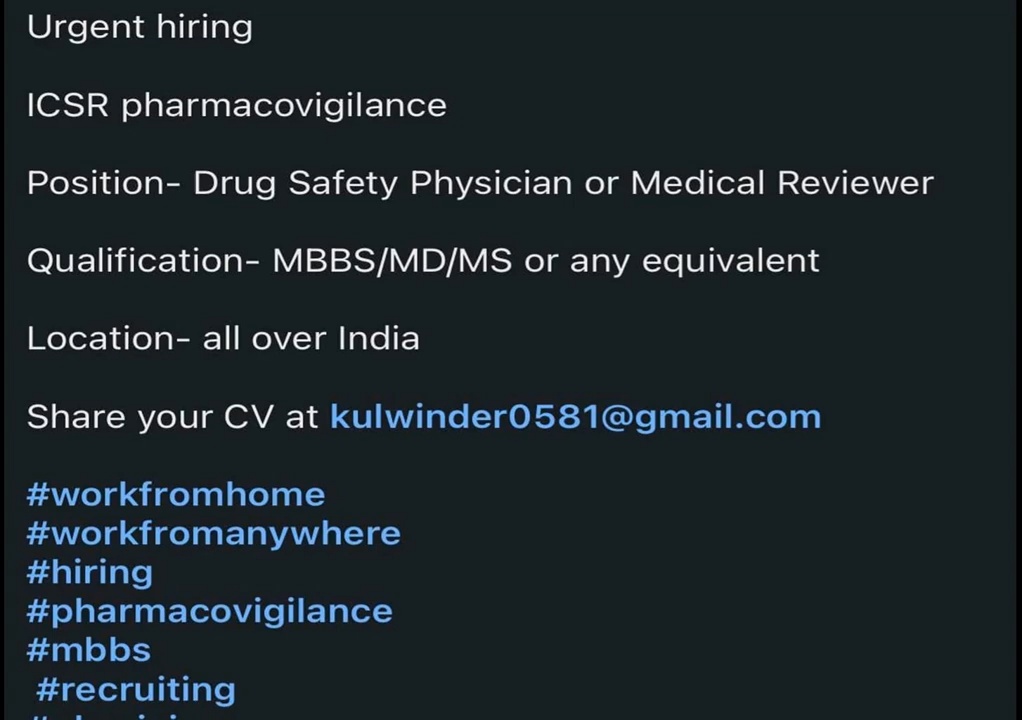 Urgent hiring
ICSR pharmacovigilance
Position- Drug Safety Physician or Medical Reviewer
Qualification- MBBS/MD/MS or any equivalent
Location- all over India
Share your CV at kulwinder0581@gmail.com
#workfromhome
#workfromanywhere
#hiring
#pharmacovigilance
#mbbs
#recruiting